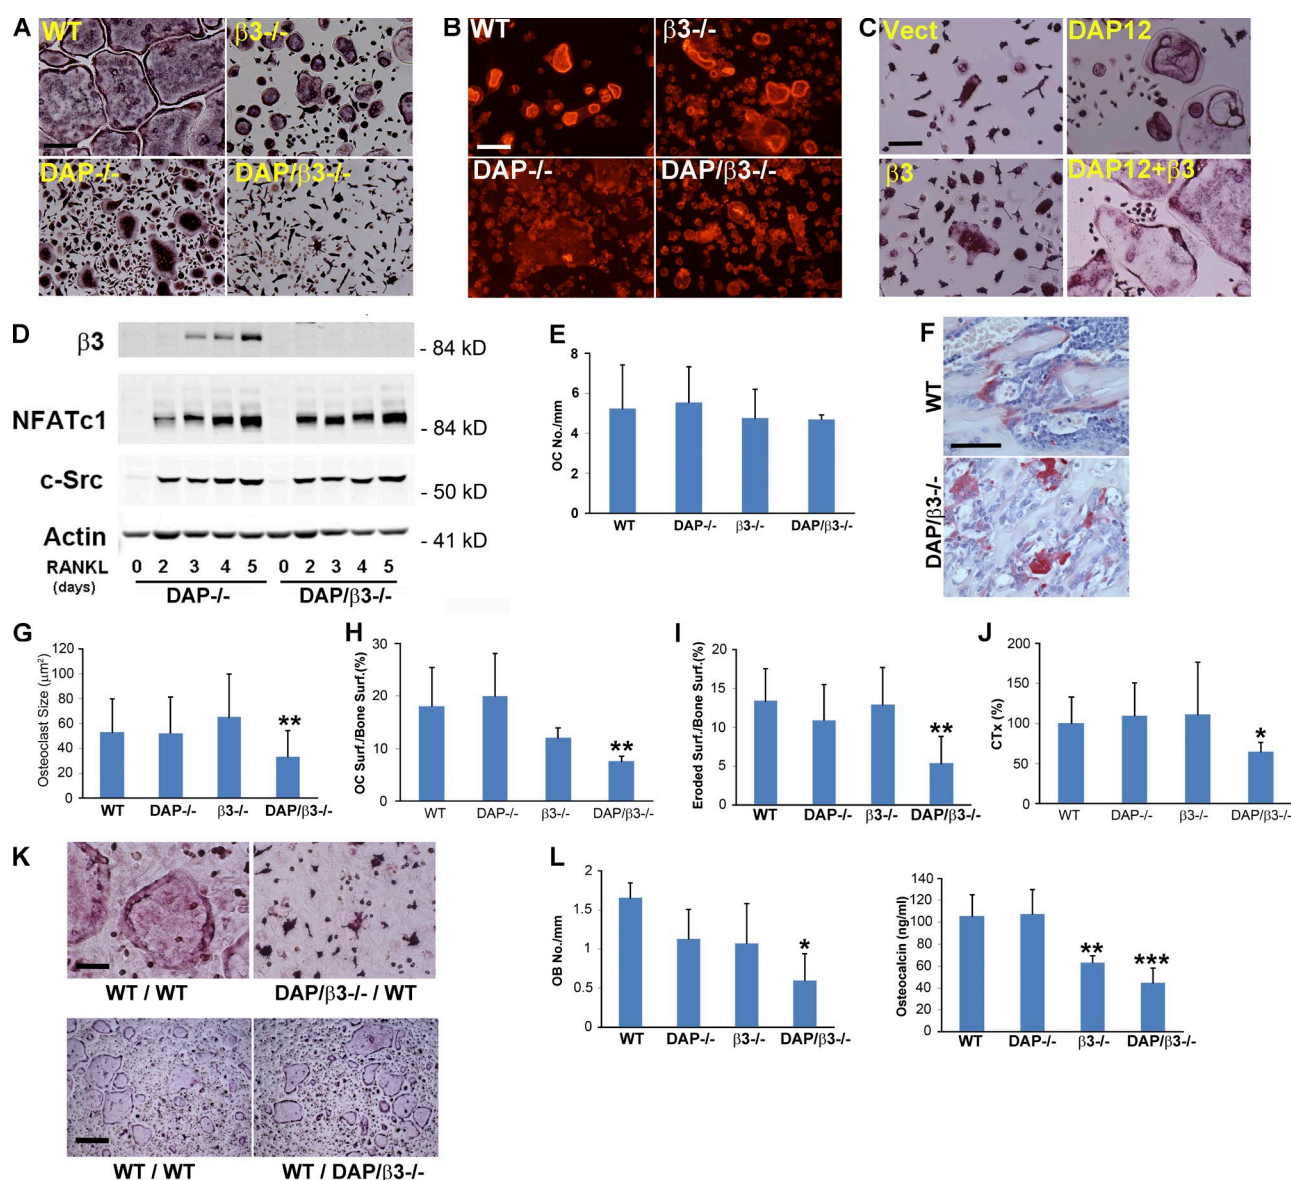 A
WT
β3-/-
DAP-/-
DAP/β3-/-
B
WT
β3-/-
DAP-/-
DAP/β3-/-
C
Vect
DAP12
β3
DAP12+β3
D
β3
- 84 kD
NFATc1
- 84 kD
c-Src
- 50 kD
Actin
- 41 kD
RANKL
(days)
0 2 3 4 5 0 2 3 4 5
DAP-/- DAP/β3-/-
E
OC No./mm
8
6
4
2
0
WT DAP-/- β3-/- DAP/β3-/-
F
WT
DAP/β3-/-
G
Osteoclast Size (μm²)
120
100
80
60
40
20
0
**
WT DAP-/- β3-/- DAP/β3-/-
H
OC Surf./Bone Surf.(%)
30
20
10
0
**
WT DAP-/- β3-/- DAP/β3-/-
I
Eroded Surf./Bone Surf.(%)
20
15
10
5
0
**
WT DAP-/- β3-/- DAP/β3-/-
J
CTx (%)
200
150
100
50
0
*
WT DAP-/- β3-/- DAP/β3-/-
K
WT / WT
DAP/β3-/- / WT
WT / WT
WT / DAP/β3-/-
L
OB No./mm
2
1.5
1
0.5
0
*
WT DAP-/- β3-/- DAP/β3-/-
Osteocalcin (ng/ml)
140
120
100
80
60
40
20
0
**
***
WT DAP-/- β3-/- DAP/β3-/-